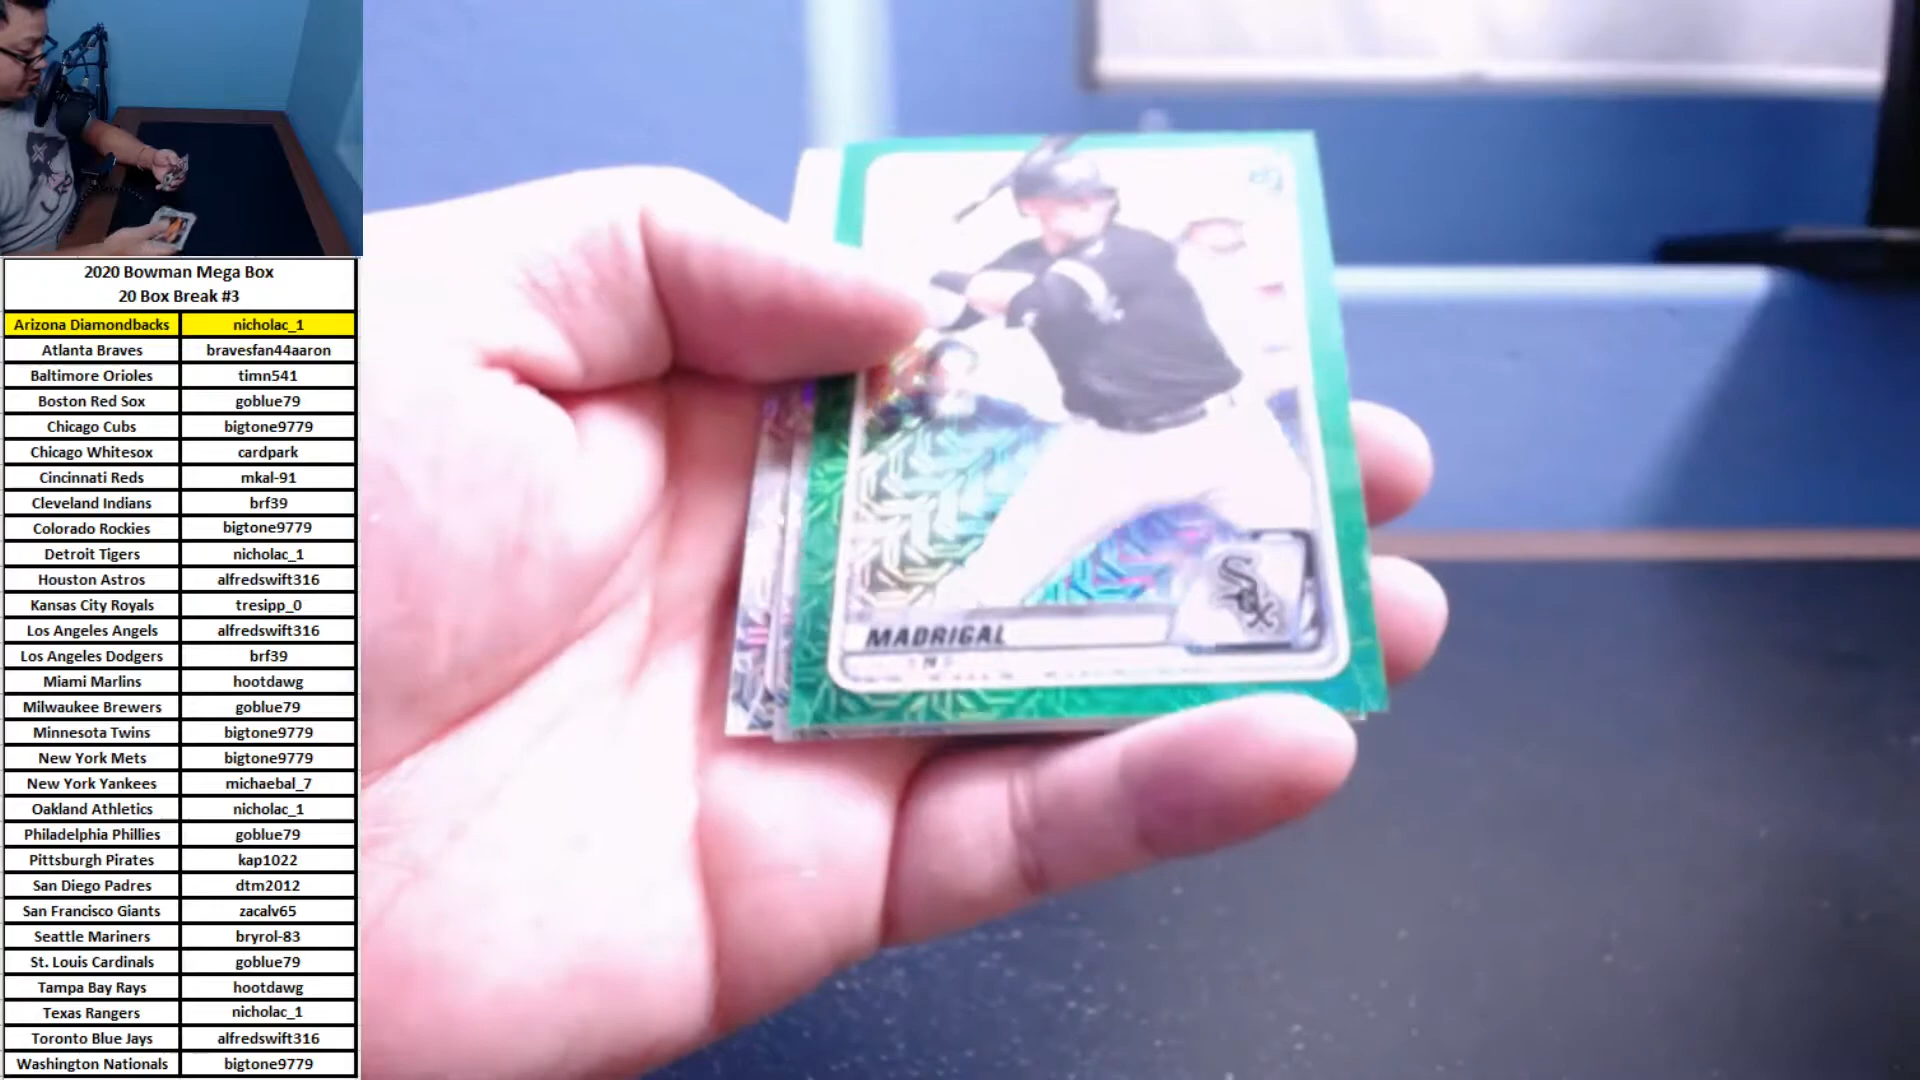 2020 Bowman Mega Box
20 Box Break #3
Arizona Diamondbacks nicholac_1
Atlanta Braves bravesfan44aaron
Baltimore Orioles timn541
Boston Red Sox goblue79
Chicago Cubs bigtone9779
Chicago Whitesox cardpark
Cincinnati Reds mkal-91
Cleveland Indians brf39
Colorado Rockies bigtone9779
Detroit Tigers nicholac_1
Houston Astros alfredswift316
Kansas City Royals tresipp_0
Los Angeles Angels alfredswift316
Los Angeles Dodgers brf39
Miami Marlins hootdawg
Milwaukee Brewers goblue79
Minnesota Twins bigtone9779
New York Mets bigtone9779
New York Yankees michaebal_7
Oakland Athletics nicholac_1
Philadelphia Phillies goblue79
Pittsburgh Pirates kap1022
San Diego Padres dtm2012
San Francisco Giants zacalv65
Seattle Mariners bryrol-83
St. Louis Cardinals goblue79
Tampa Bay Rays hootdawg
Texas Rangers nicholac_1
Toronto Blue Jays alfredswift316
Washington Nationals bigtone9779
MADRIGAL
Sox